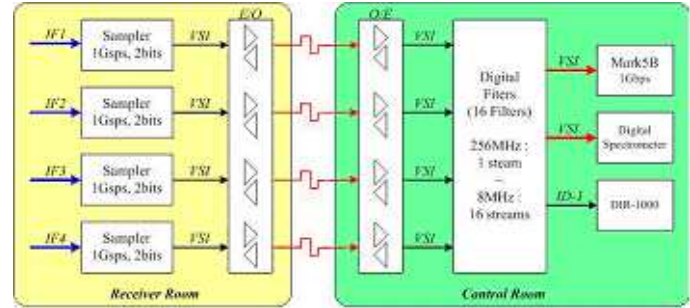 E/O
O/E
IF1
Sampler
1Gsps, 2bits
VSI
VSI
VSI
Mark5B
1Gbps
IF2
Sampler
1Gsps, 2bits
VSI
VSI
Digital
Fiters
(16 Filters)
256MHz :
1 steam
–
8MHz :
16 streams
VSI
Digital
Spectrometer
IF3
Sampler
1Gsps, 2bits
VSI
VSI
ID-1
DIR-1000
IF4
Sampler
1Gsps, 2bits
VSI
VSI
Receiver Room
Control Room